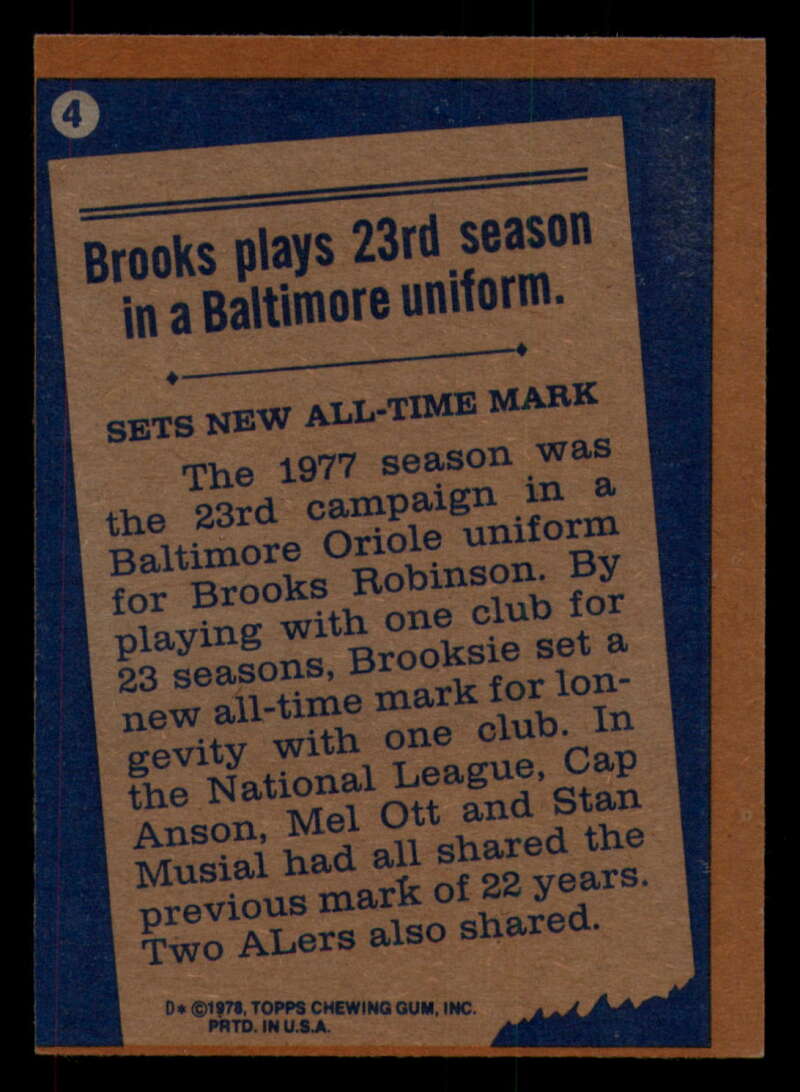 4
Brooks plays 23rd season
in a Baltimore uniform.
SETS NEW ALL-TIME MARK
The 1977 season was
the 23rd campaign in a
Baltimore Oriole uniform
for Brooks Robinson. By
playing with one club for
23 seasons, Brooksie set a
new all-time mark for lon-
gevity with one club. In
the National League, Cap
Anson, Mel Ott and Stan
Musial had all shared the
previous mark of 22 years.
Two ALers also shared.
D* ©1978, TOPPS CHEWING GUM, INC.
PRTD. IN U.S.A.